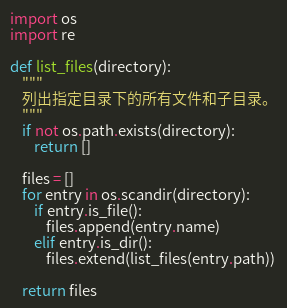 import os
import re

def list_files(directory):
    """
    列出指定目录下的所有文件和子目录。
    """
    if not os.path.exists(directory):
        return []

    files = []
    for entry in os.scandir(directory):
        if entry.is_file():
            files.append(entry.name)
        elif entry.is_dir():
            files.extend(list_files(entry.path))

    return files